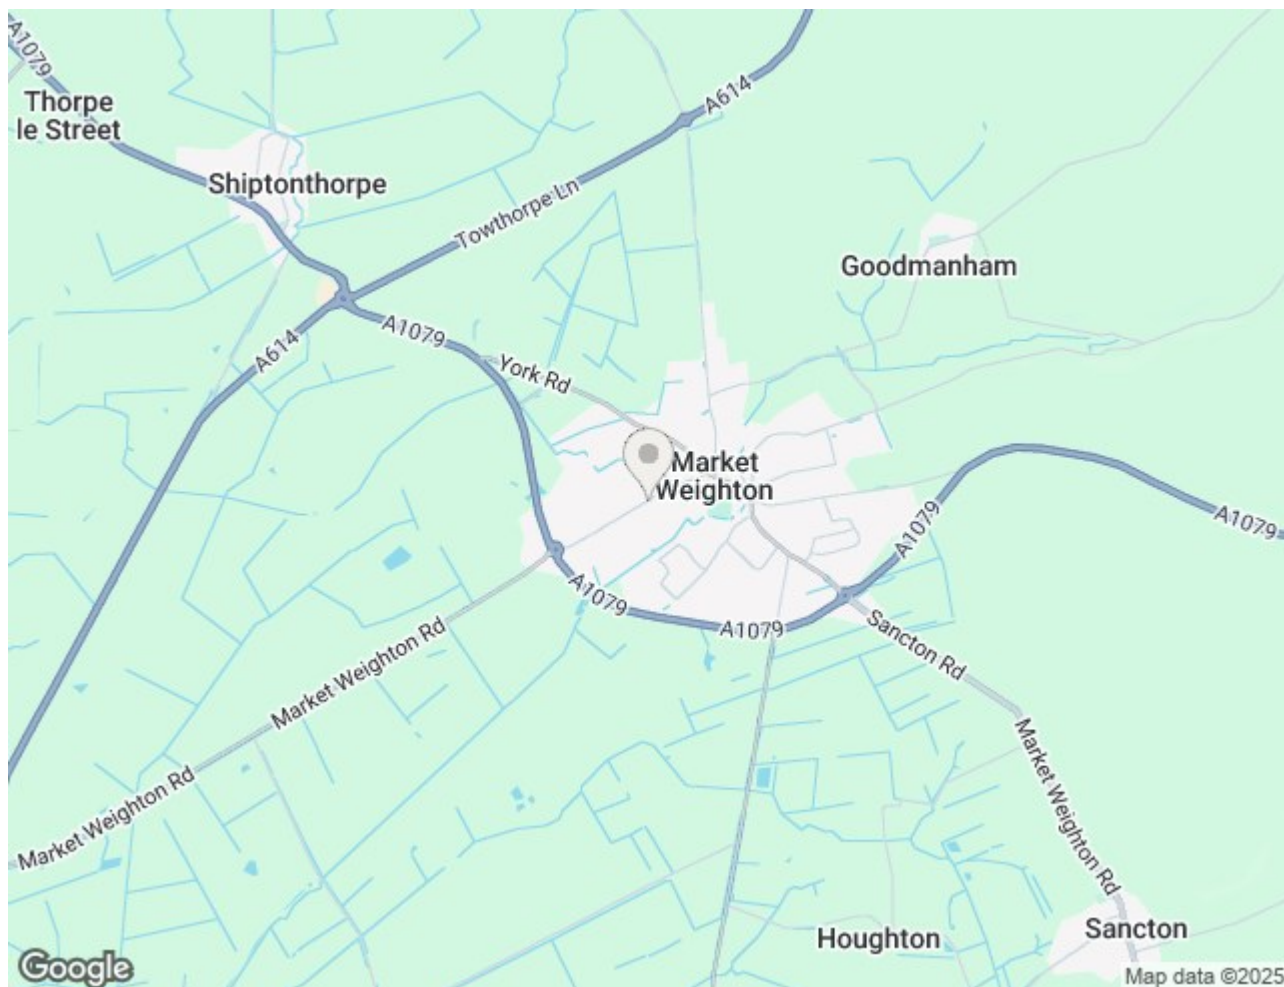 A1079
Thorpe
le Street
Shiptonthorpe
A614
Towthorpe Ln
Goodmanham
A614
A1079
York Rd
Market
Weighton
A1079
A1079
A1079
A1079
Sancton Rd
Market Weighton Rd
Market Weighton Rd
Market Weighton Rd
Houghton
Sancton
Google
Map data ©2025